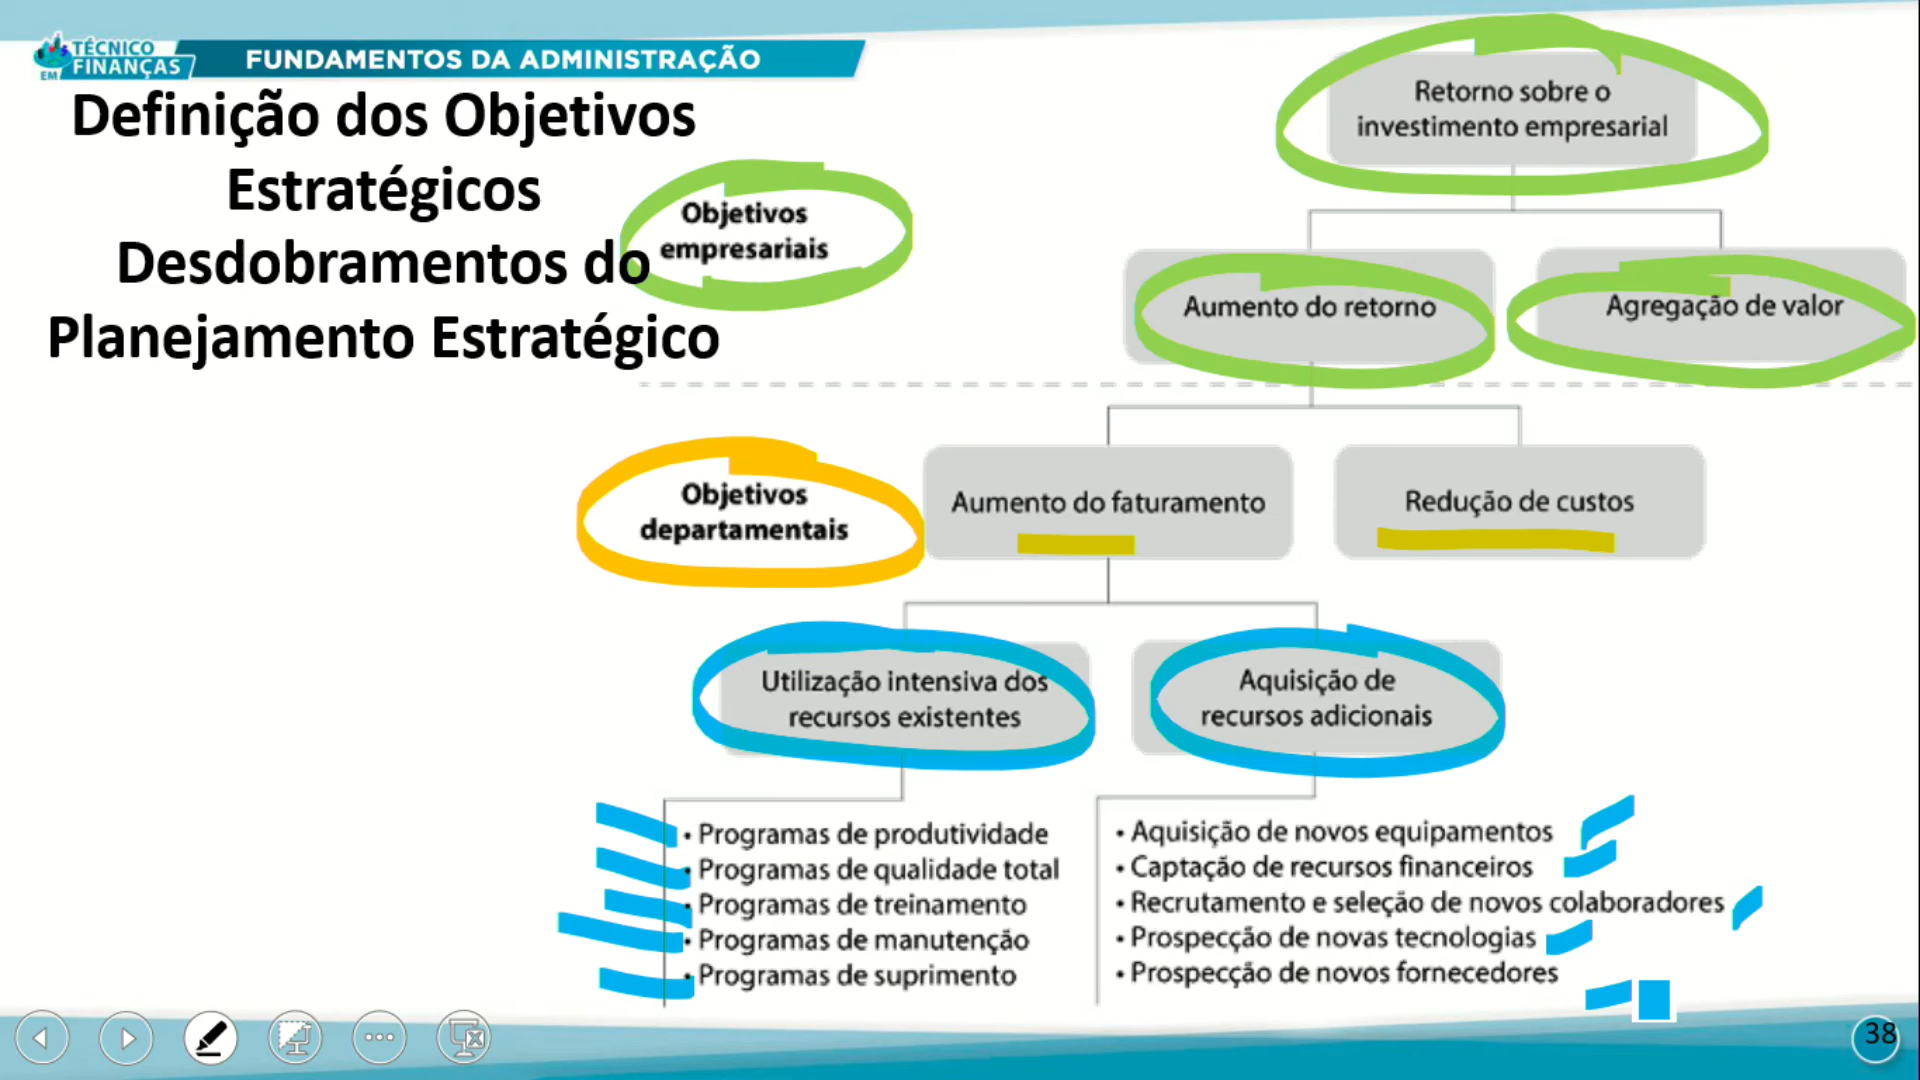 TÉCNICO
EM FINANÇAS
FUNDAMENTOS DA ADMINISTRAÇÃO
Definição dos Objetivos
Estratégicos
Desdobramentos do
Planejamento Estratégico
Retorno sobre o
investimento empresarial
Objetivos
empresariais
Aumento do retorno
Agregação de valor
Objetivos
departamentais
Aumento do faturamento
Redução de custos
Utilização intensiva dos
recursos existentes
Aquisição de
recursos adicionais
• Programas de produtividade
• Programas de qualidade total
• Programas de treinamento
• Programas de manutenção
• Programas de suprimento
• Aquisição de novos equipamentos
• Captação de recursos financeiros
• Recrutamento e seleção de novos colaboradores
• Prospecção de novas tecnologias
• Prospecção de novos fornecedores
38